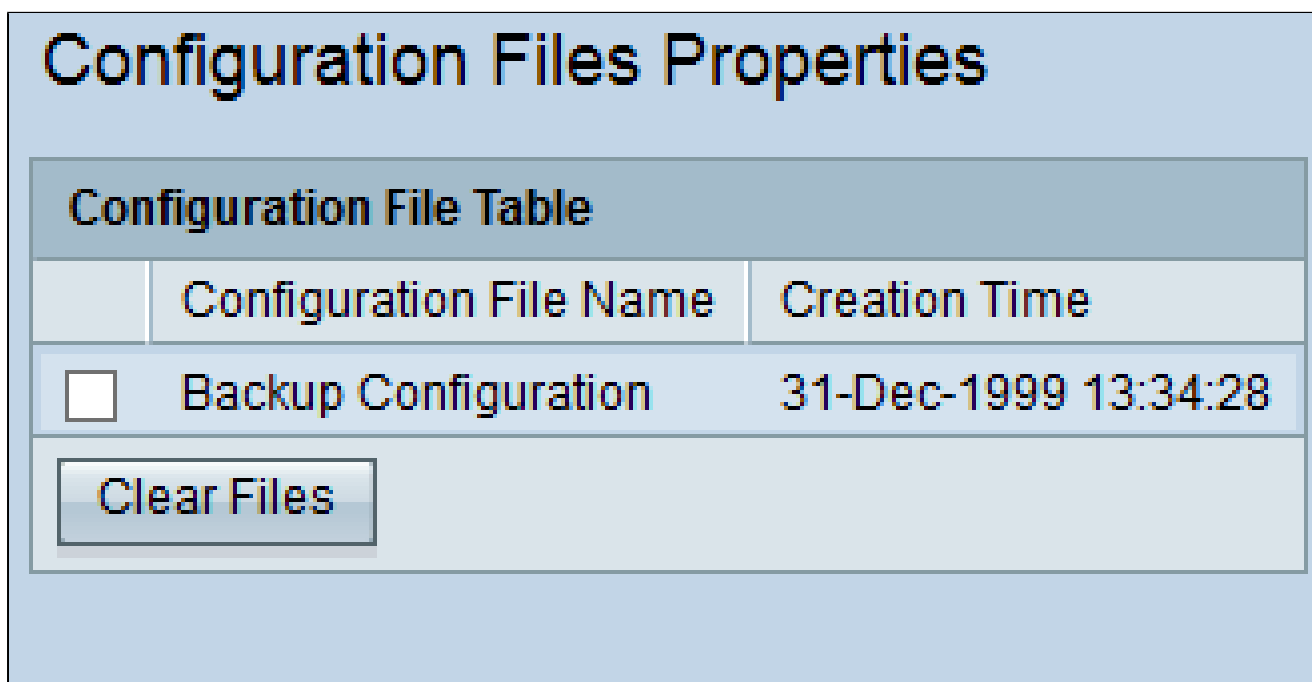 Configuration Files Properties
Configuration File Table
Configuration File Name Creation Time
Backup Configuration 31-Dec-1999 13:34:28
Clear Files